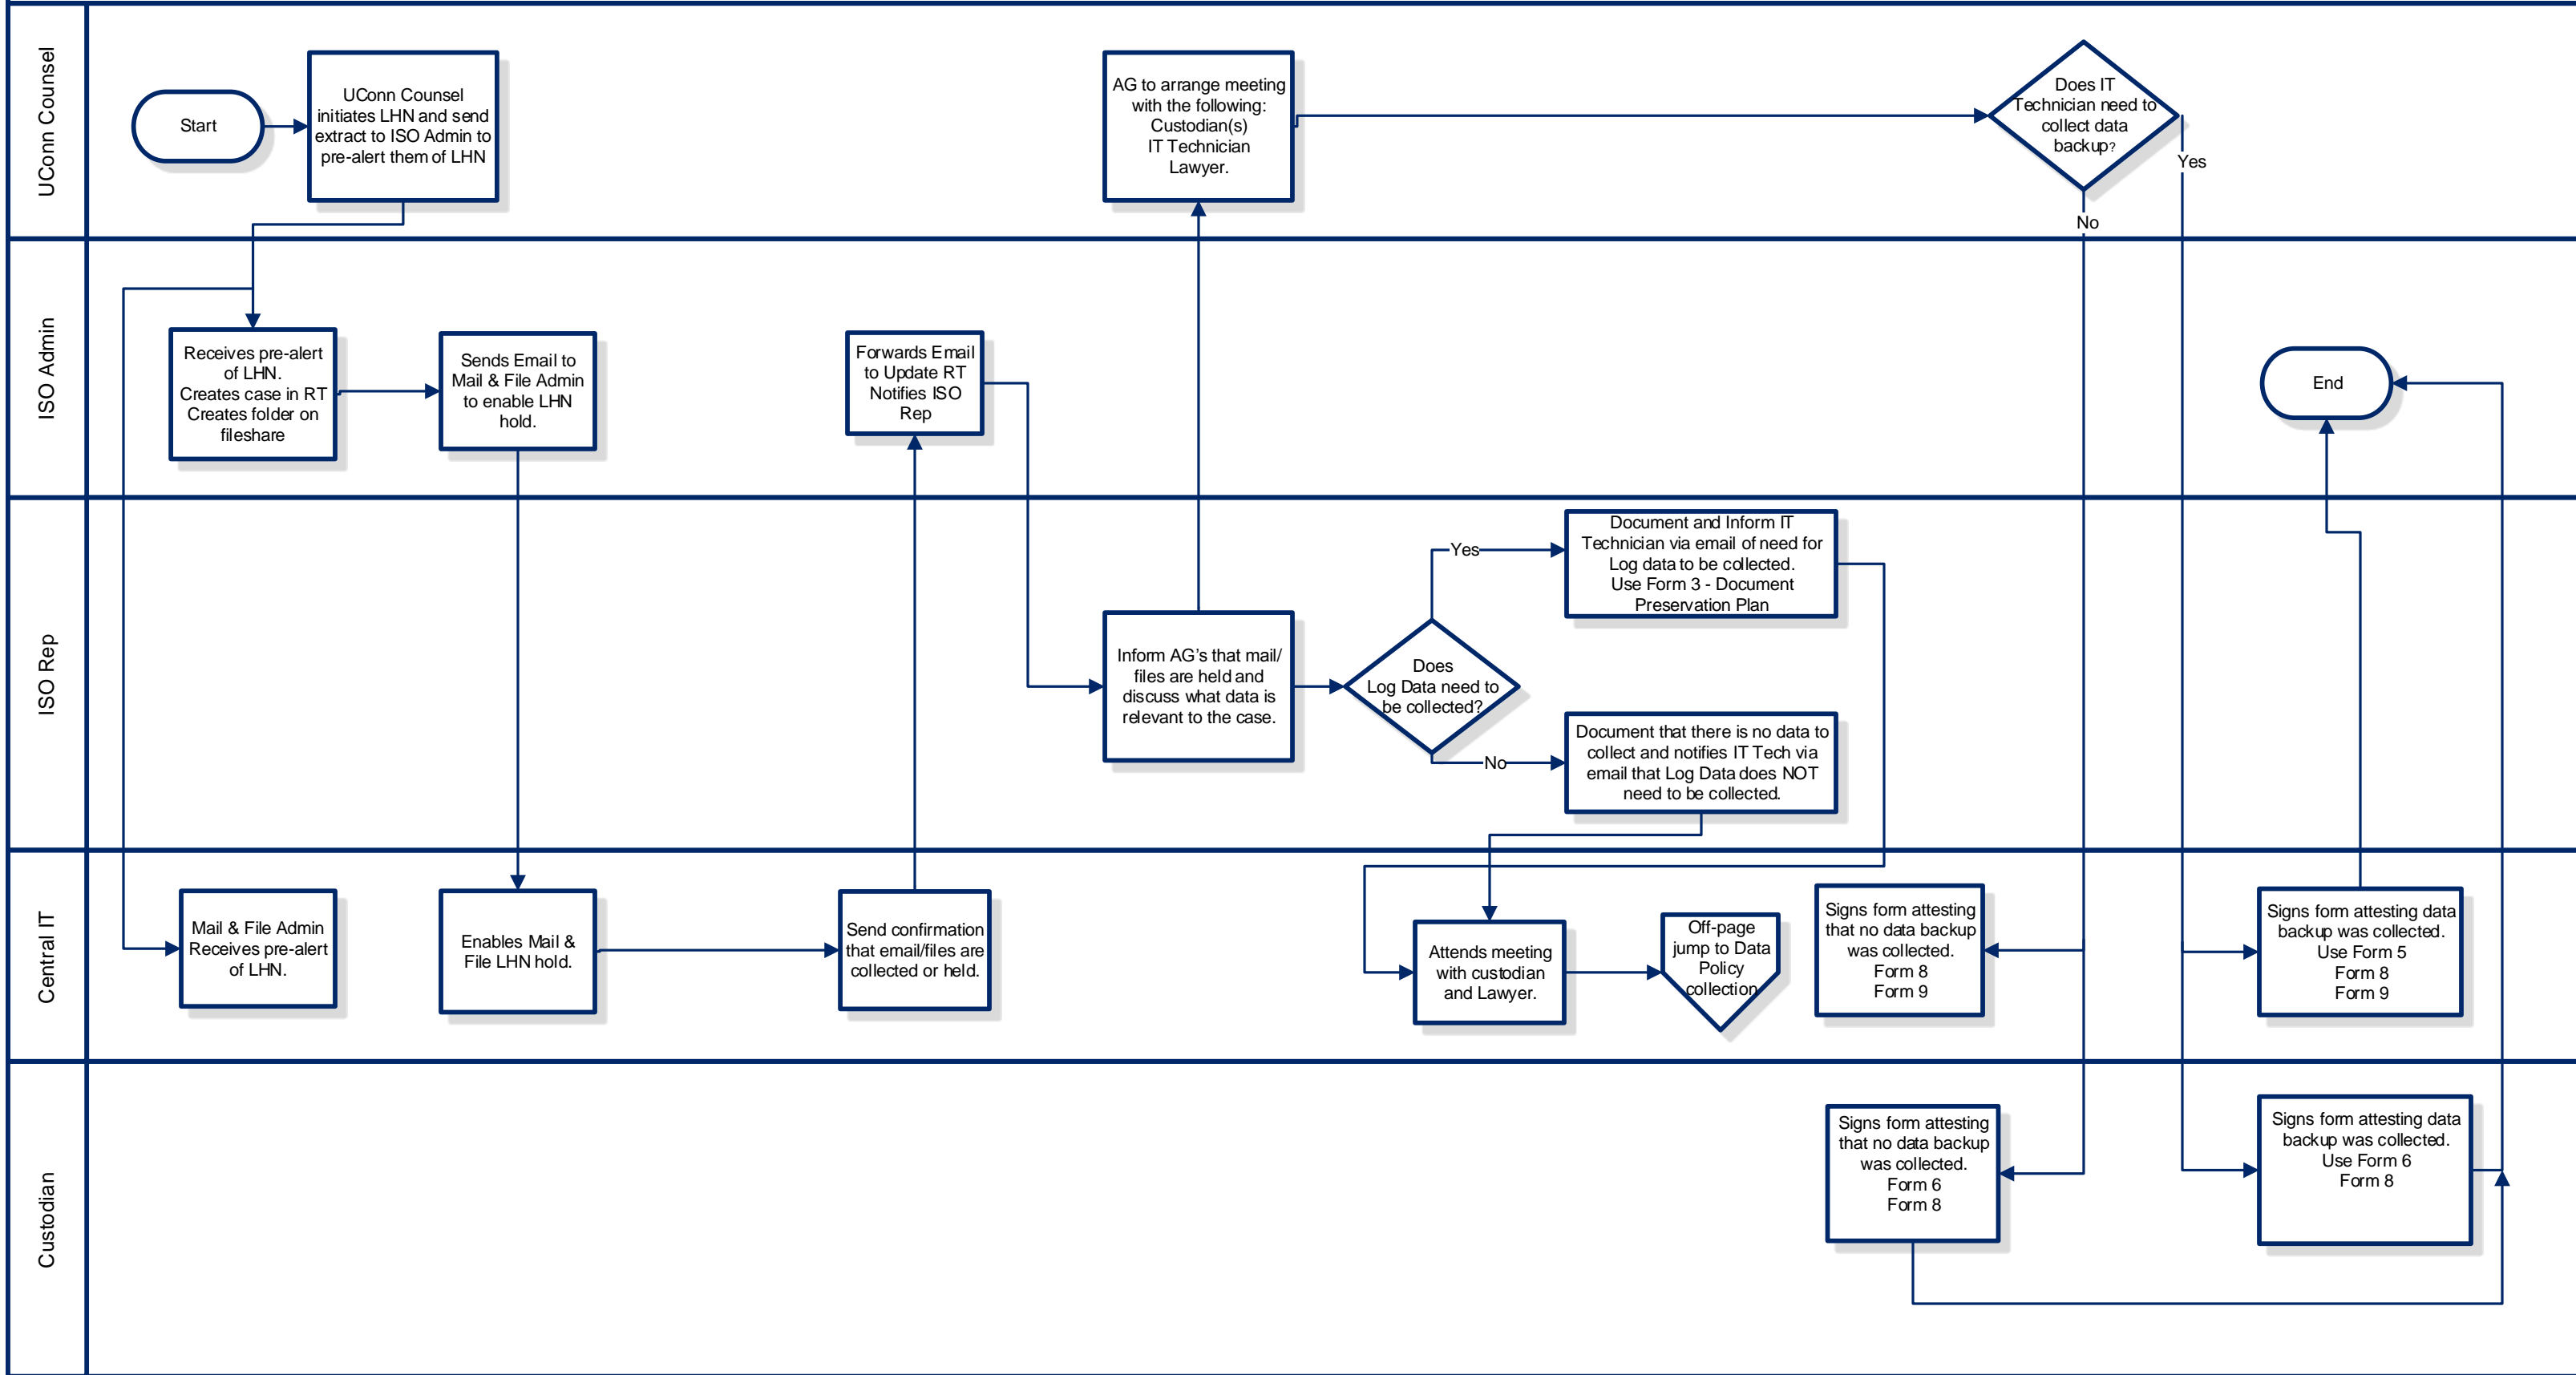 UConn Counsel
Start
UConn Counsel
initiates LHN and send
extract to ISO Admin to
pre-alert them of LHN
AG to arrange meeting
with the following:
Custodian(s)
IT Technician
Lawyer.
Does IT
Technician need to
collect data
backup?
Yes
No
ISO Admin
Receives pre-alert
of LHN.
Creates case in RT
Creates folder on
fileshare
Sends Email to
Mail & File Admin
to enable LHN
hold.
Forwards Email
to Update RT
Notifies ISO
Rep
End
ISO Rep
Inform AG's that mail/
files are held and
discuss what data is
relevant to the case.
Does
Log Data need to
be collected?
Yes
Document and Inform IT
Technician via email of need for
Log data to be collected.
Use Form 3 - Document
Preservation Plan
No
Document that there is no data to
collect and notifies IT Tech via
email that Log Data does NOT
need to be collected.
Central IT
Mail & File Admin
Receives pre-alert
of LHN.
Enables Mail &
File LHN hold.
Send confirmation
that email/files are
collected or held.
Attends meeting
with custodian
and Lawyer.
Off-page
jump to Data
Policy
collection
Signs form attesting
that no data backup
was collected.
Form 8
Form 9
Signs form attesting data
backup was collected.
Use Form 5
Form 8
Form 9
Custodian
Signs form attesting
that no data backup
was collected.
Form 6
Form 8
Signs form attesting data
backup was collected.
Use Form 6
Form 8